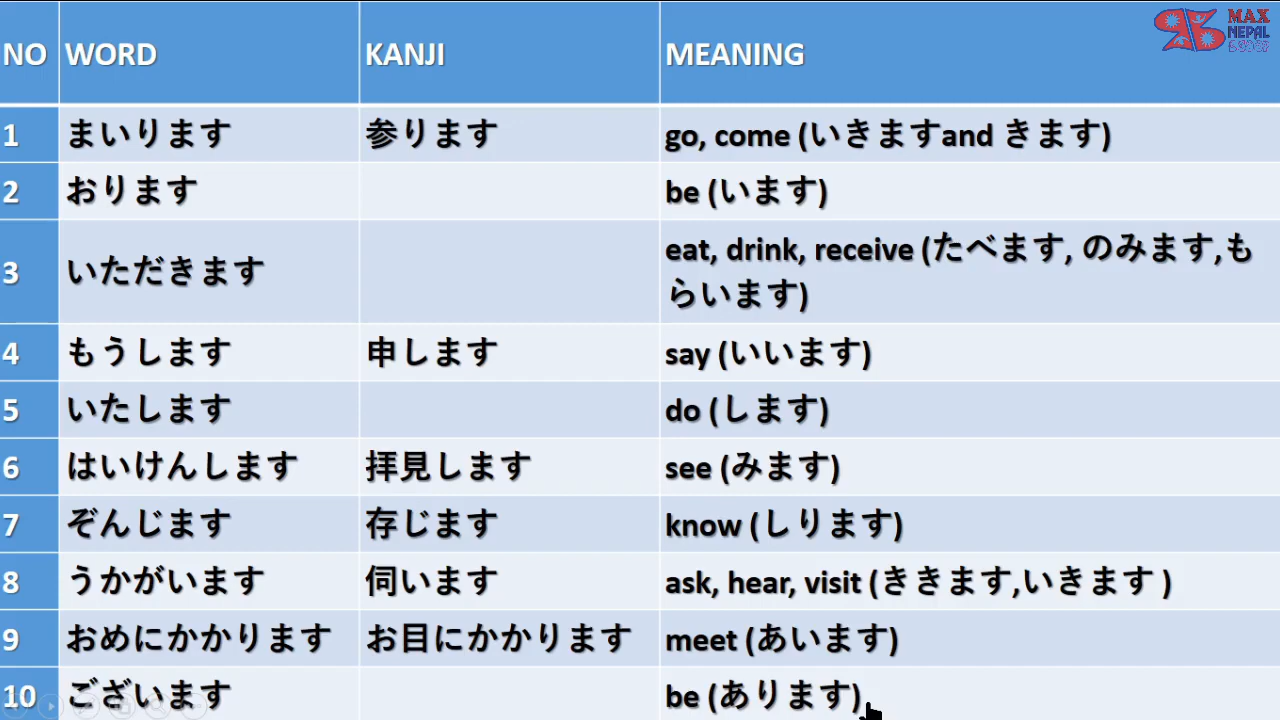 MAX
NEPAL
NO WORD KANJI MEANING
1 まいります 参ります go, come (いきますand きます)
2 おります be (います)
3 いただきます eat, drink, receive (たべます, のみます,も
らいます)
4 もうします 申します say (いいます)
5 いたします do (します)
6 はいけんします 拝見します see (みます)
7 ぞんじます 存じます know (しります)
8 うかがいます 伺います ask, hear, visit (ききます,いきます )
9 おめにかかります お目にかかります meet (あいます)
10 ございます be (あります)